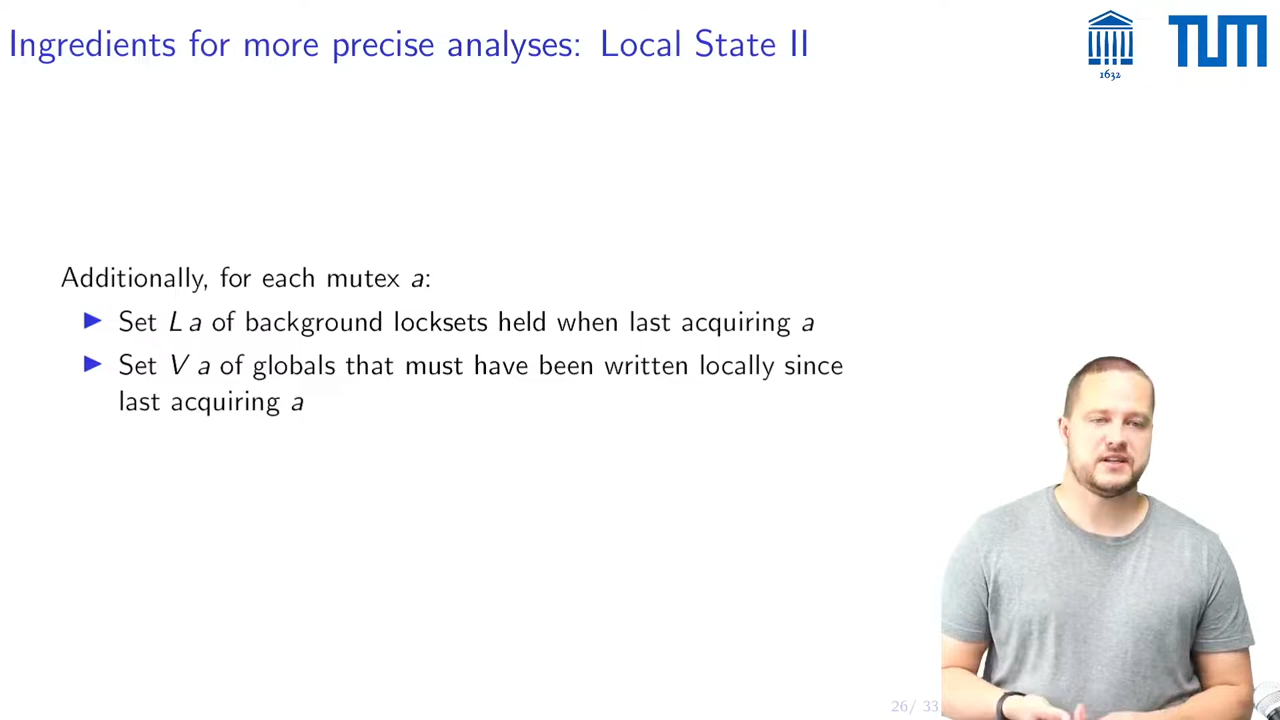 Ingredients for more precise analyses: Local State II
1632
TUM
Additionally, for each mutex a:
▶ Set L a of background locksets held when last acquiring a
▶ Set V a of globals that must have been written locally since
last acquiring a
26/ 33